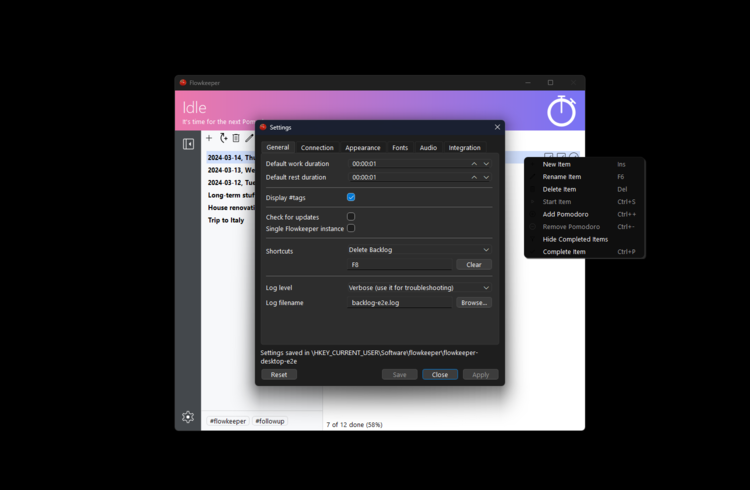 Flowkeeper
Idle
It's time for the next Pom
2024-03-14, Thu
2024-03-13, We
2024-03-12, Tue
Long-term stuf
House renovati
Trip to Italy
#flowkeeper
#followup
7 of 12 done (58%)
Settings
General Connection Appearance Fonts Audio Integration
Default work duration 00:00:01
Default rest duration 00:00:01
Display #tags
Check for updates
Single Flowkeeper instance
Shortcuts Delete Backlog
F8 Clear
Log level Verbose (use it for troubleshooting)
Log filename backlog-e2e.log Browse...
Settings saved in \HKEY_CURRENT_USER\Software\flowkeeper\flowkeeper-
desktop-e2e
Reset Save Close Apply
New Item Ins
Rename Item F6
Delete Item Del
Start Item Ctrl+S
Add Pomodoro Ctrl++
Remove Pomodoro Ctrl+-
Hide Completed Items
Complete Item Ctrl+P